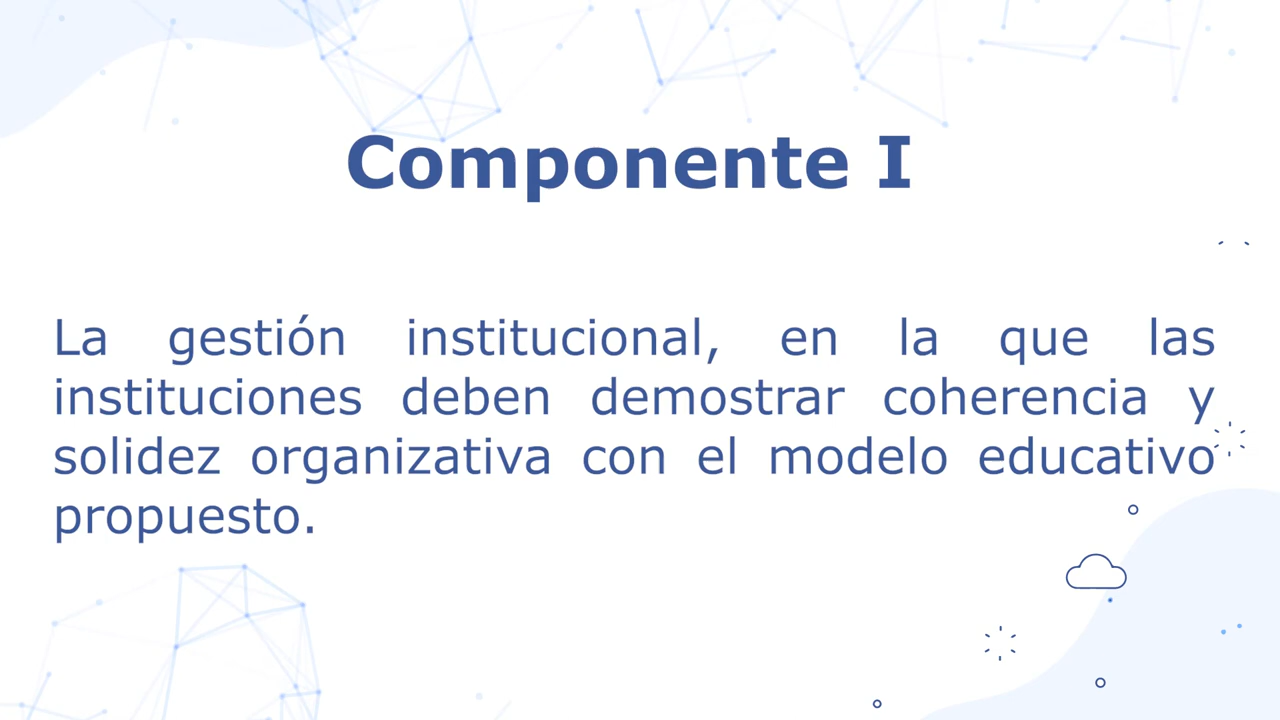 Componente I
La gestión institucional, en la que las
instituciones deben demostrar coherencia y
solidez organizativa con el modelo educativo
propuesto.